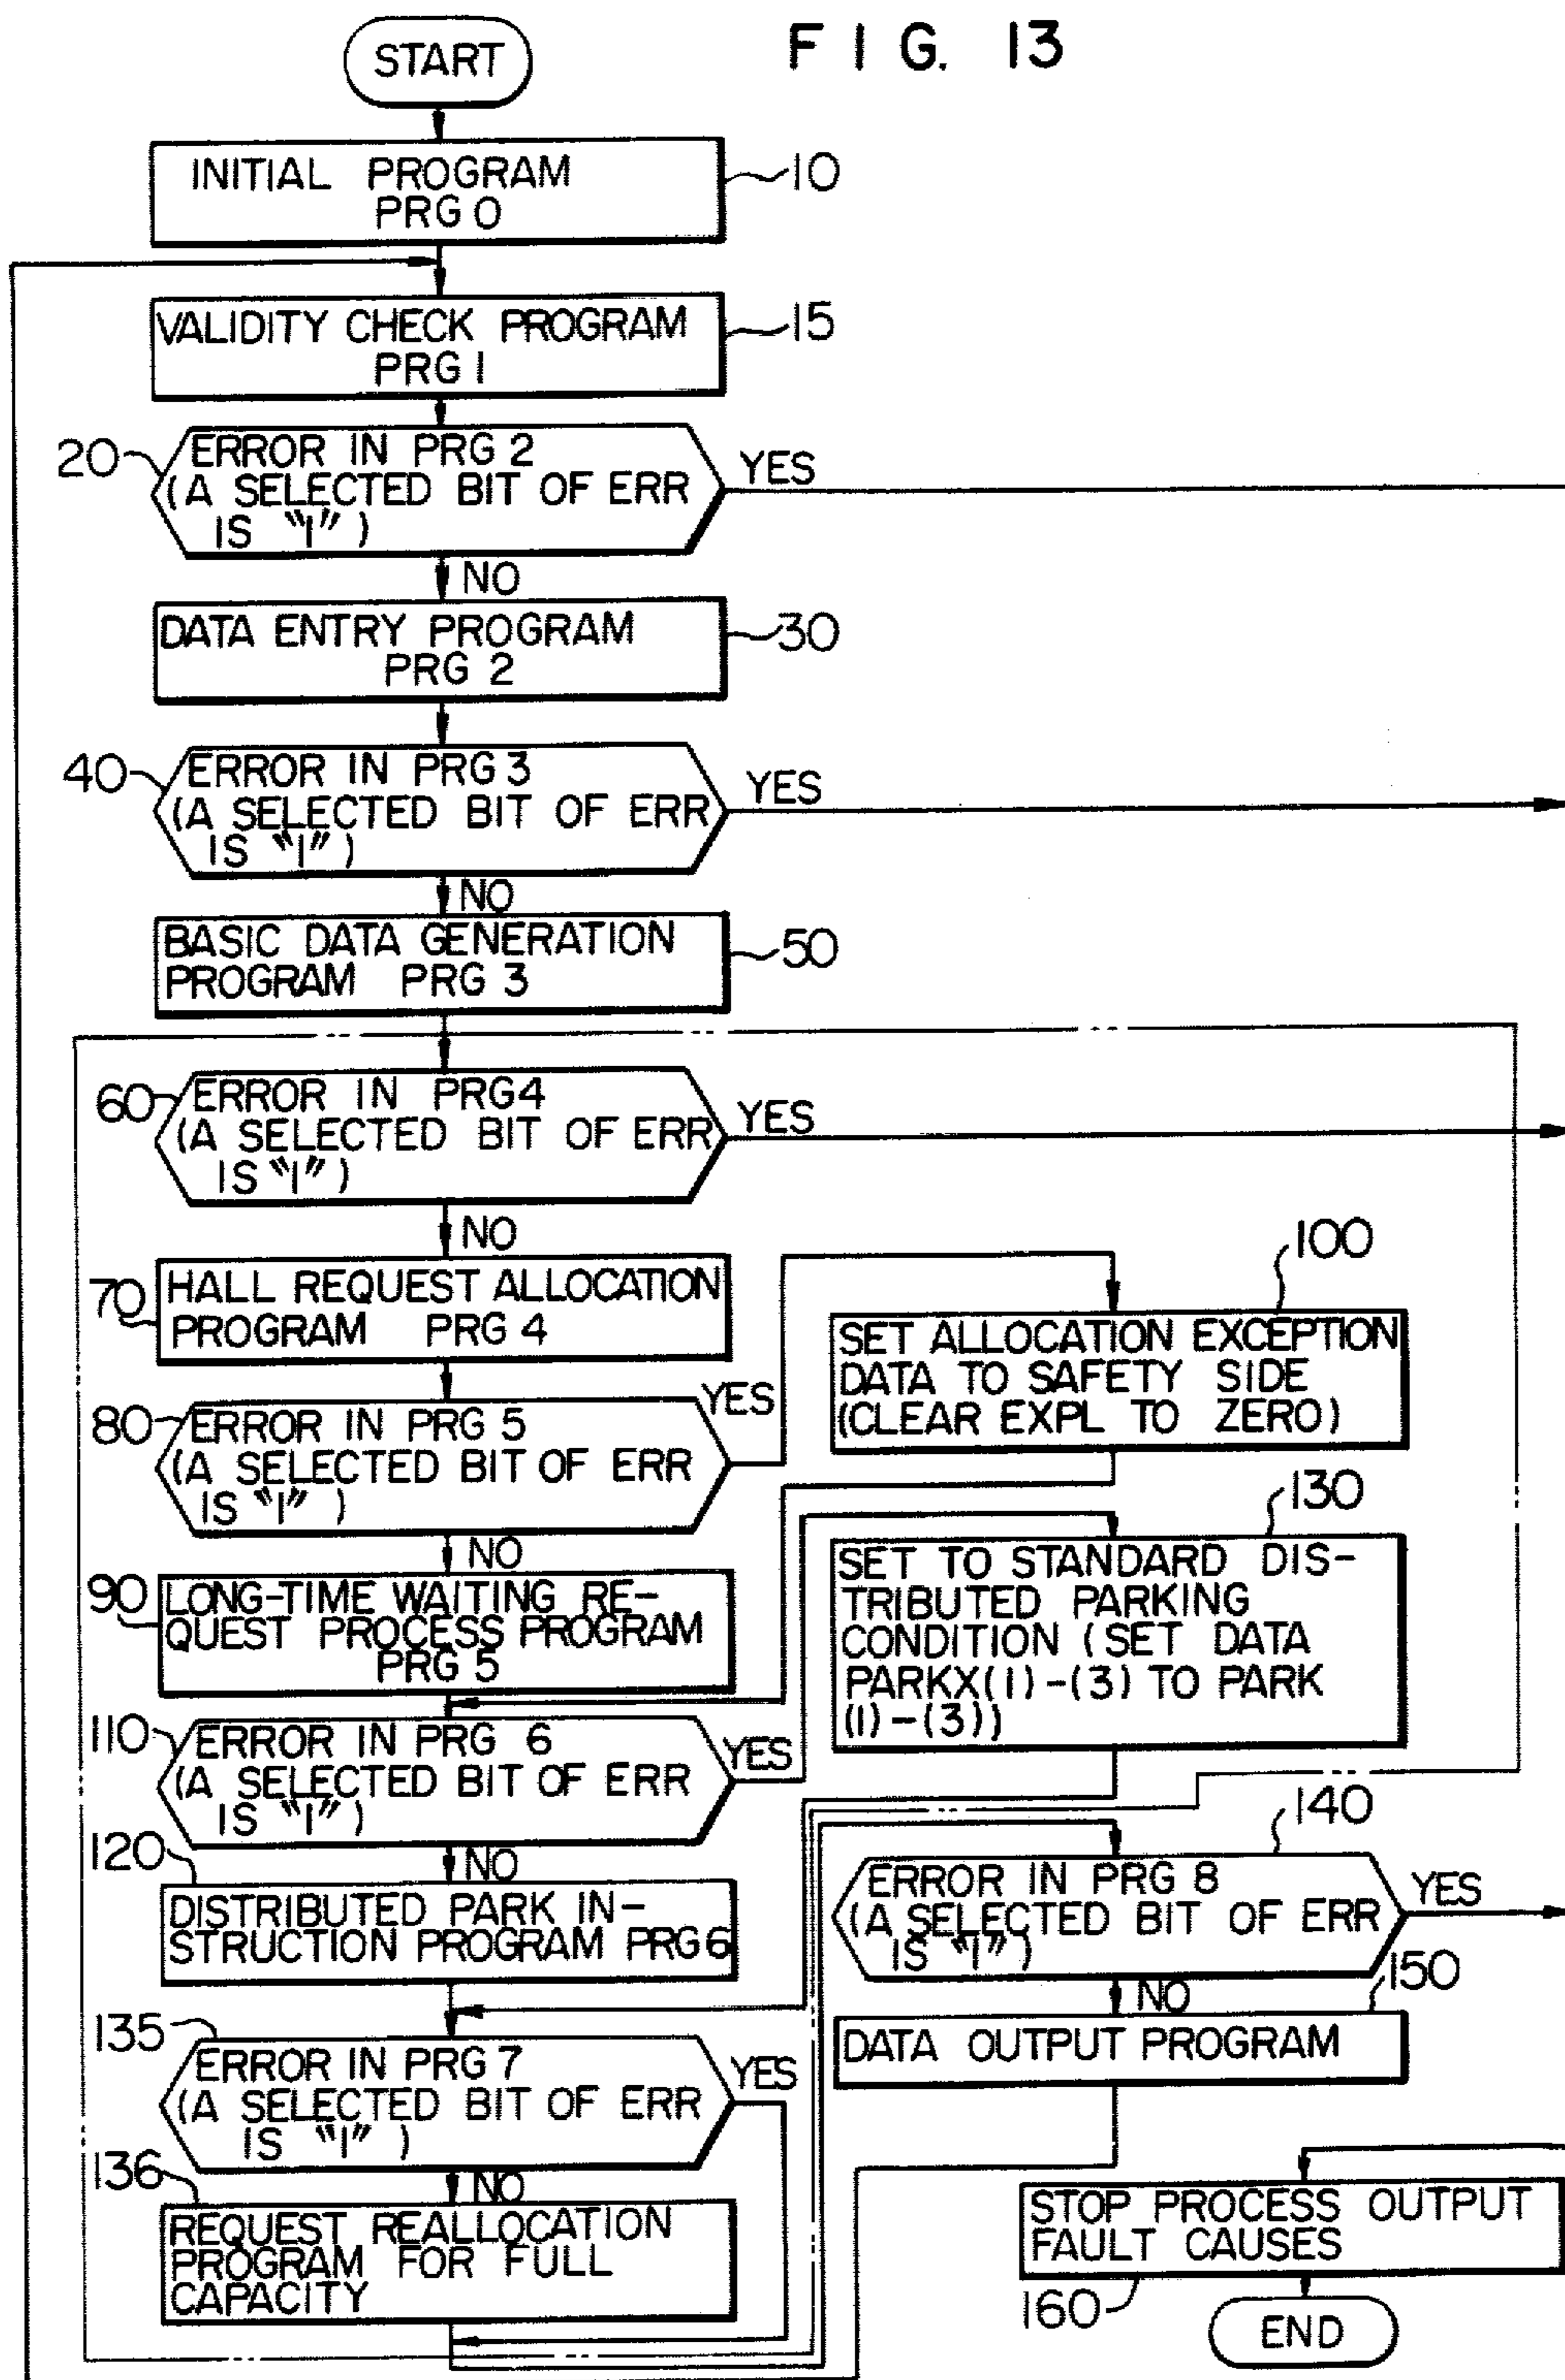 FIG. 13
START
INITIAL PROGRAM
PRG 0
10
VALIDITY CHECK PROGRAM
PRG 1
15
20
ERROR IN PRG 2
(A SELECTED BIT OF ERR
IS "1")
YES
NO
DATA ENTRY PROGRAM
PRG 2
30
40
ERROR IN PRG 3
(A SELECTED BIT OF ERR
IS "1")
YES
NO
BASIC DATA GENERATION
PROGRAM PRG 3
50
60
ERROR IN PRG 4
(A SELECTED BIT OF ERR
IS "1")
YES
NO
70
HALL REQUEST ALLOCATION
PROGRAM PRG 4
80
ERROR IN PRG 5
(A SELECTED BIT OF ERR
IS "1")
YES
NO
100
SET ALLOCATION EXCEPTION
DATA TO SAFETY SIDE
(CLEAR EXPL TO ZERO)
90
LONG-TIME WAITING RE-
QUEST PROCESS PROGRAM
PRG 5
110
ERROR IN PRG 6
(A SELECTED BIT OF ERR
IS "1")
YES
NO
130
SET TO STANDARD DIS-
TRIBUTED PARKING
CONDITION (SET DATA
PARKX(1)-(3) TO PARK
(1)-(3))
120
DISTRIBUTED PARK IN-
STRUCTION PROGRAM PRG 6
135
ERROR IN PRG 7
(A SELECTED BIT OF ERR
IS "1")
YES
NO
136
REQUEST REALLOCATION
PROGRAM FOR FULL
CAPACITY
140
ERROR IN PRG 8
(A SELECTED BIT OF ERR
IS "1")
YES
NO
150
DATA OUTPUT PROGRAM
STOP PROCESS OUTPUT
FAULT CAUSES
160
END